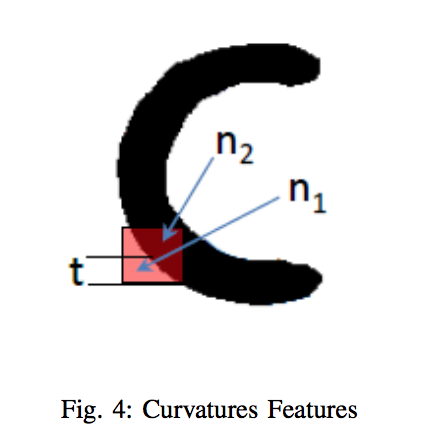 n₂
n₁
t
Fig. 4: Curvatures Features